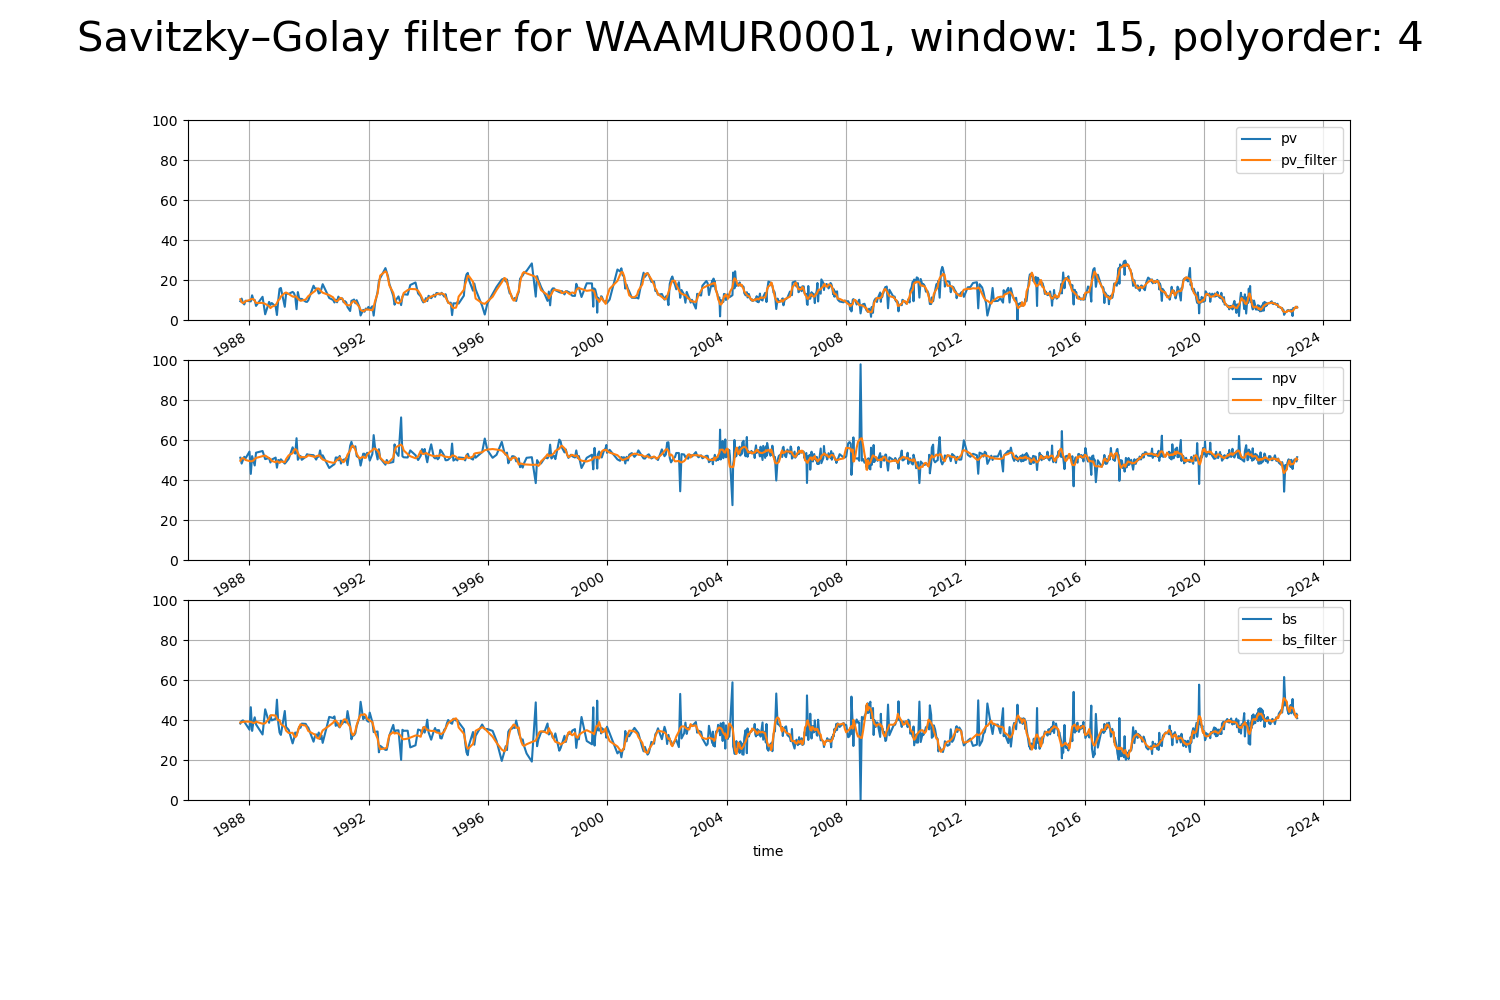 Savitzky–Golay filter for WAAMUR0001, window: 15, polyorder: 4
100
80
60
40
20
0
pv
pv_filter
1988 1992 1996 2000 2004 2008 2012 2016 2020 2024
100
80
60
40
20
0
npv
npv_filter
1988 1992 1996 2000 2004 2008 2012 2016 2020 2024
100
80
60
40
20
0
bs
bs_filter
1988 1992 1996 2000 2004 2008 2012 2016 2020 2024
time